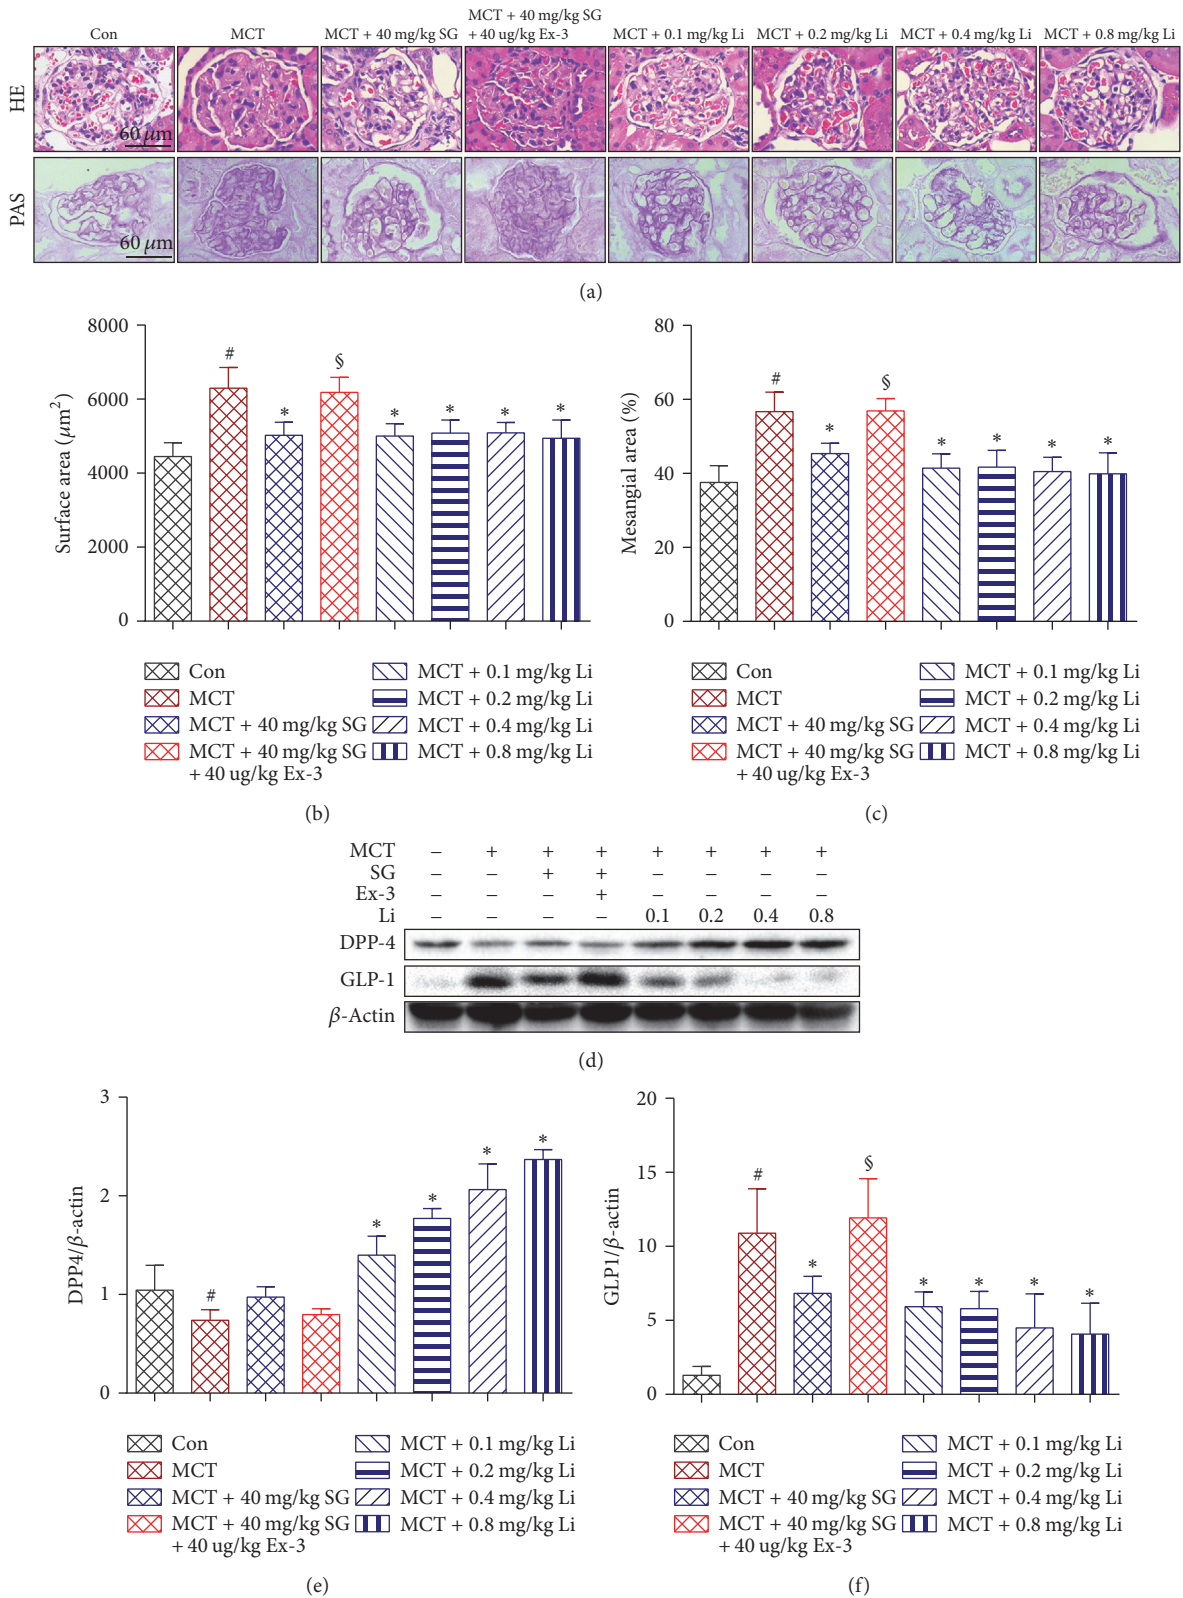 Con
MCT
MCT + 40 mg/kg SG
MCT + 40 mg/kg SG
+ 40 ug/kg Ex-3
MCT + 0.1 mg/kg Li
MCT + 0.2 mg/kg Li
MCT + 0.4 mg/kg Li
MCT + 0.8 mg/kg Li
HE
60 μm
PAS
60 μm
(a)
8000
6000
4000
2000
0
Surface area (μm²)
#
*
§
*
*
*
*
Con
MCT
MCT + 40 mg/kg SG
MCT + 40 mg/kg SG
+ 40 ug/kg Ex-3
MCT + 0.1 mg/kg Li
MCT + 0.2 mg/kg Li
MCT + 0.4 mg/kg Li
MCT + 0.8 mg/kg Li
(b)
80
60
40
20
0
Mesangial area (%)
#
*
§
*
*
*
*
Con
MCT
MCT + 40 mg/kg SG
MCT + 40 mg/kg SG
+ 40 ug/kg Ex-3
MCT + 0.1 mg/kg Li
MCT + 0.2 mg/kg Li
MCT + 0.4 mg/kg Li
MCT + 0.8 mg/kg Li
(c)
MCT – + + + + + + +
SG – – + + – – – –
Ex-3 – – – + – – – –
Li – – – – 0.1 0.2 0.4 0.8
DPP-4
GLP-1
β-Actin
(d)
3
2
1
0
DPP4/β-actin
#
*
*
*
*
Con
MCT
MCT + 40 mg/kg SG
MCT + 40 mg/kg SG
+ 40 ug/kg Ex-3
MCT + 0.1 mg/kg Li
MCT + 0.2 mg/kg Li
MCT + 0.4 mg/kg Li
MCT + 0.8 mg/kg Li
(e)
20
15
10
5
0
GLP1/β-actin
#
*
§
*
*
*
*
Con
MCT
MCT + 40 mg/kg SG
MCT + 40 mg/kg SG
+ 40 ug/kg Ex-3
MCT + 0.1 mg/kg Li
MCT + 0.2 mg/kg Li
MCT + 0.4 mg/kg Li
MCT + 0.8 mg/kg Li
(f)